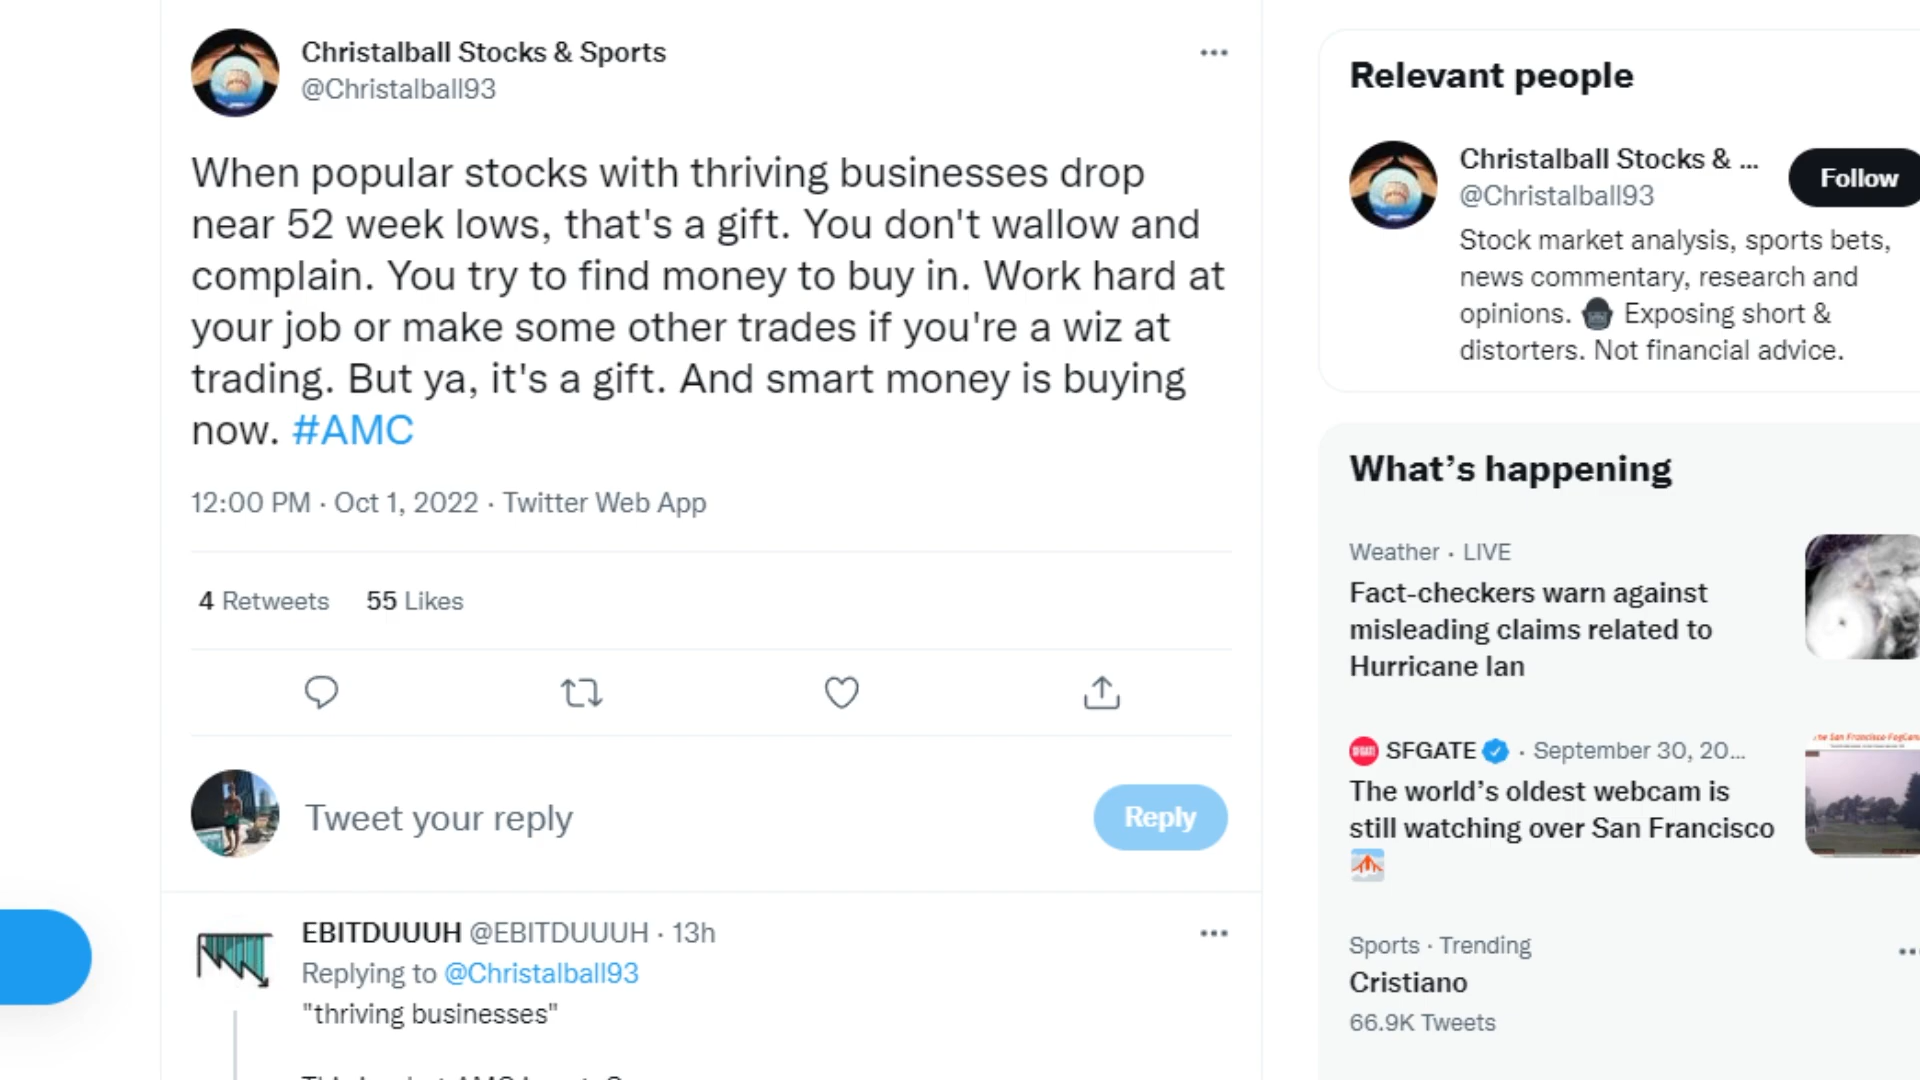 Christalball Stocks & Sports
@Christalball93
When popular stocks with thriving businesses drop
near 52 week lows, that's a gift. You don't wallow and
complain. You try to find money to buy in. Work hard at
your job or make some other trades if you're a wiz at
trading. But ya, it's a gift. And smart money is buying
now. #AMC
12:00 PM · Oct 1, 2022 · Twitter Web App
4 Retweets 55 Likes
Tweet your reply
Reply
EBITDUUUH @EBITDUUUH · 13h
Replying to @Christalball93
"thriving businesses"
Relevant people
Christalball Stocks & ...
@Christalball93
Follow
Stock market analysis, sports bets,
news commentary, research and
opinions. Exposing short &
distorters. Not financial advice.
What's happening
Weather · LIVE
Fact-checkers warn against
misleading claims related to
Hurricane Ian
SFGATE · September 30, 20...
The world's oldest webcam is
still watching over San Francisco
Sports · Trending
Cristiano
66.9K Tweets